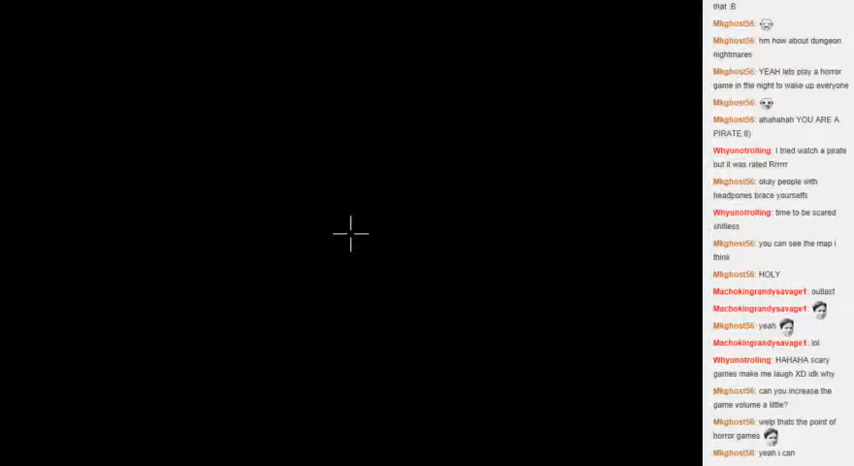 that :B
Mkghost56:
Mkghost56: hm how about dungeon
nightmares
Mkghost56: YEAH lets play a horror
game in the night to wake up everyone
Mkghost56:
Mkghost56: ahahahah YOU ARE A
PIRATE 8)
Whyunotrolling: I tried watch a pirate
but it was rated Rrrrrr
Mkghost56: okay people with
headpones brace yourselfs
Whyunotrolling: time to be scared
shitless
Mkghost56: you can see the map i
think
Mkghost56: HOLY
Machokingrandysavage1: outlast
Machokingrandysavage1:
Mkghost56: yeah
Machokingrandysavage1: lol
Whyunotrolling: HAHAHA scary
games make me laugh XD idk why
Mkghost56: can you increase the
game volume a little?
Mkghost56: welp thats the point of
horror games
Mkghost56: yeah i can